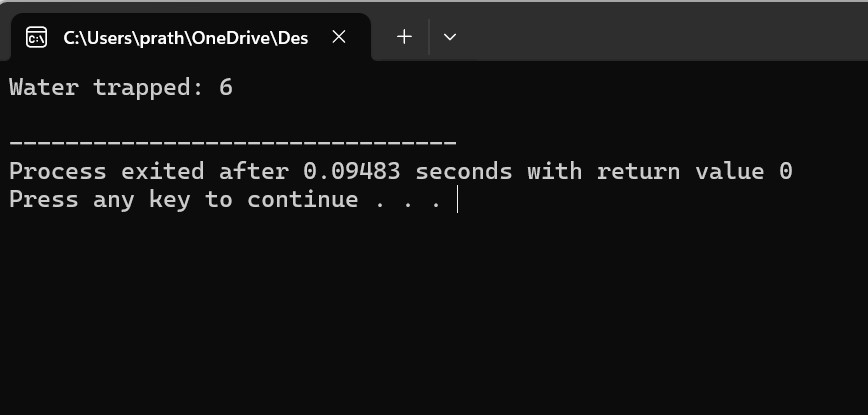 C:\Users\prath\OneDrive\Des
Water trapped: 6
--------------------------------
Process exited after 0.09483 seconds with return value 0
Press any key to continue . . .